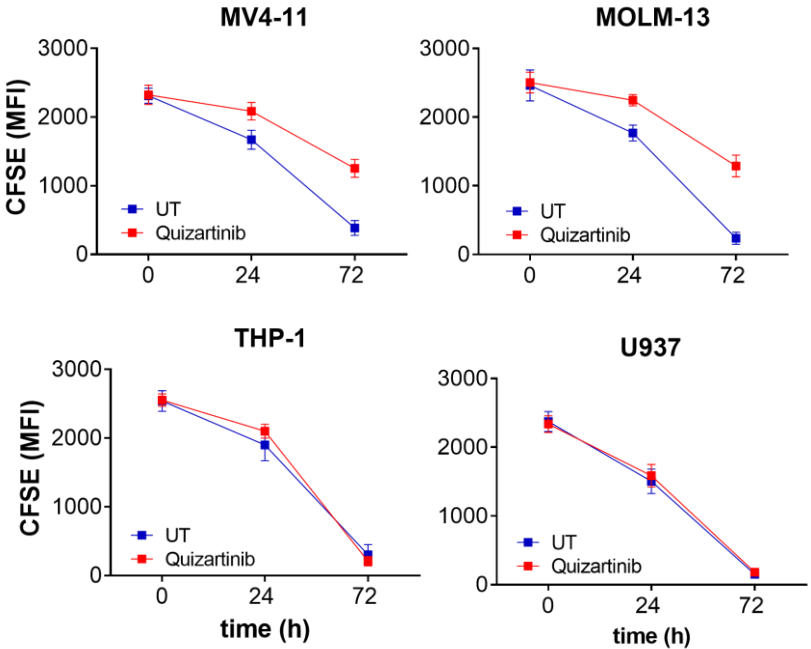 MV4-11
CFSE (MFI)
3000
2000
1000
0
UT
Quizartinib
0 24 72
MOLM-13
3000
2000
1000
0
UT
Quizartinib
0 24 72
THP-1
CFSE (MFI)
3000
2000
1000
0
UT
Quizartinib
0 24 72
time (h)
U937
3000
2000
1000
0
UT
Quizartinib
0 24 72
time (h)